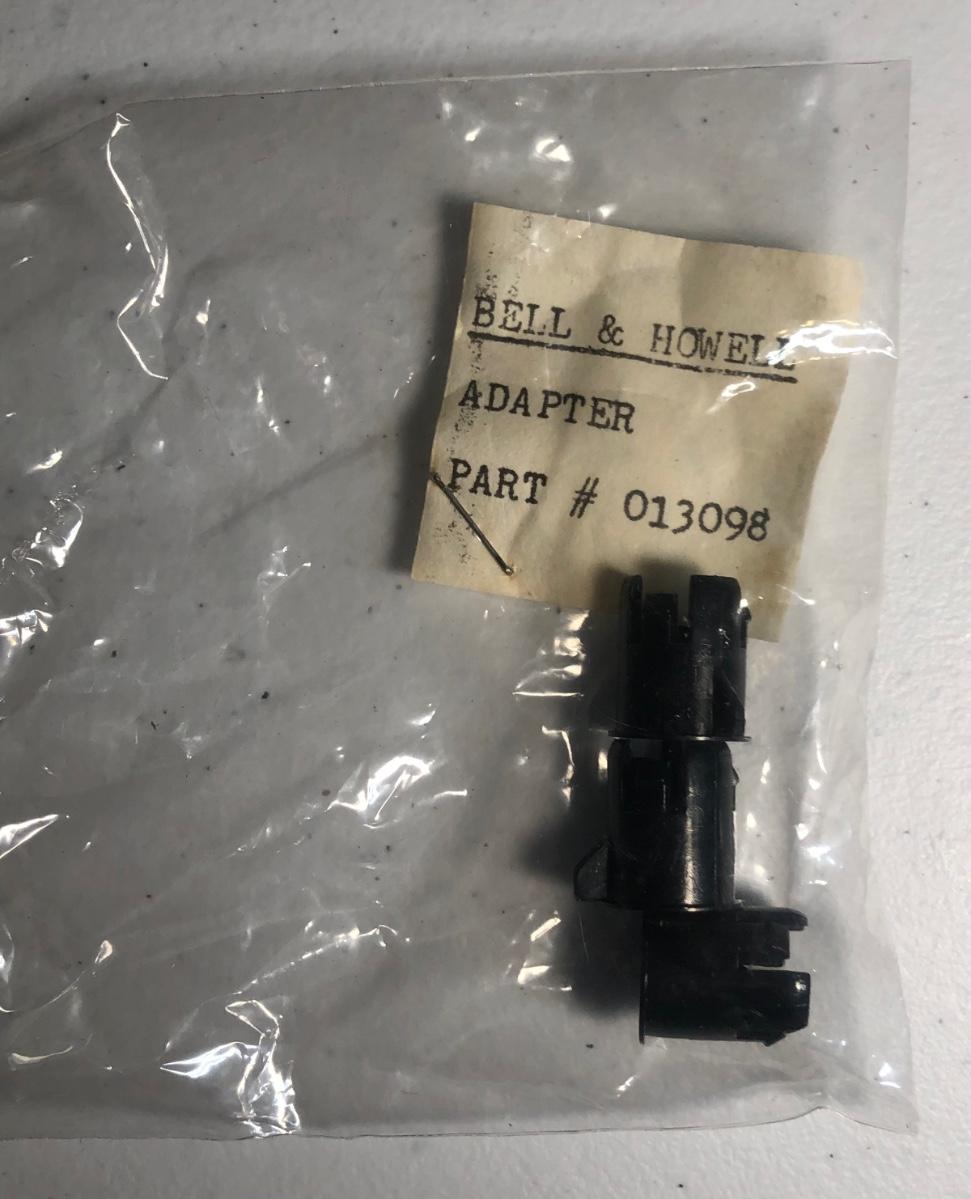 BELL & HOWELL
ADAPTER
PART # 013098